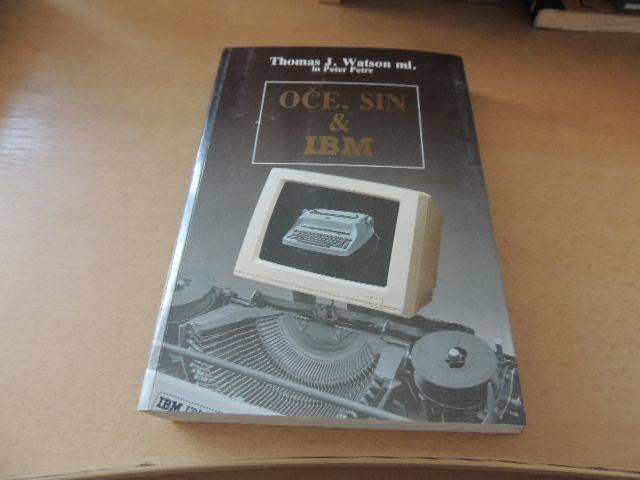 Thomas J. Watson ml.
in Peter Petre
OČE, SIN
&
IBM
IBM